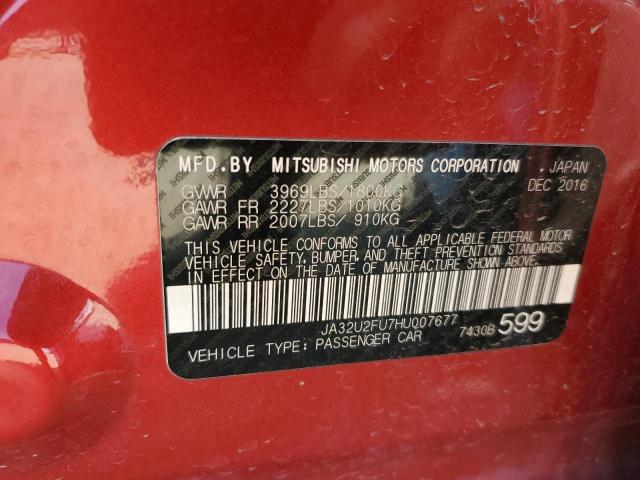 MFD.BY MITSUBISHI MOTORS CORPORATION JAPAN
GVWR 3969LBS/1800KG DEC 2016
GAWR FR 2227LBS/1010KG
GAWR RR 2007LBS/ 910KG
THIS VEHICLE CONFORMS TO ALL APPLICABLE FEDERAL MOTOR
VEHICLE SAFETY, BUMPER, AND THEFT PREVENTION STANDARDS
IN EFFECT ON THE DATE OF MANUFACTURE SHOWN ABOVE.
JA32U2FU7HU007677
7430B 599
VEHICLE TYPE: PASSENGER CAR